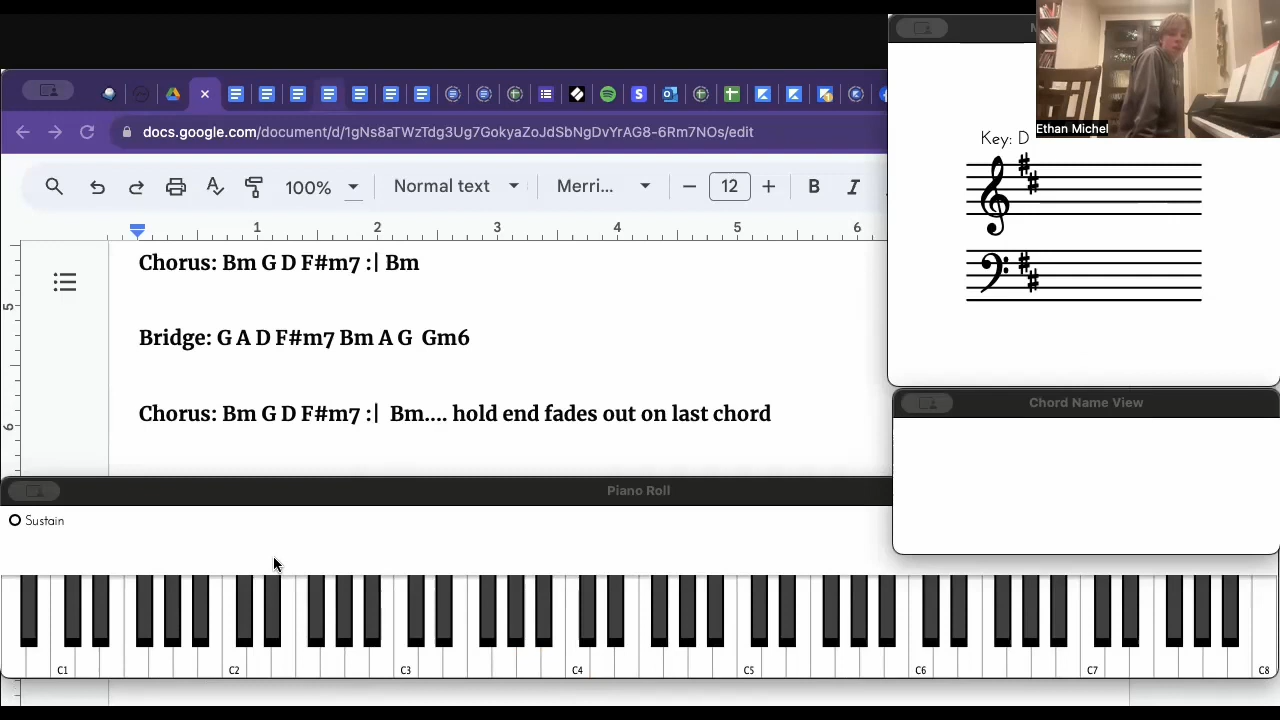 Ethan Michel
docs.google.com/document/d/1gNs8aTWzTdg3Ug7GokyaZoJdSbNgDvYrAG8-6Rm7NOs/edit
Key: D
100% Normal text Merri... 12 B I
1 2 3 4 5 6
Chorus: Bm G D F#m7 :| Bm
5
Bridge: G A D F#m7 Bm A G Gm6
Chord Name View
Chorus: Bm G D F#m7 :| Bm.... hold end fades out on last chord
6
Piano Roll
Sustain
C1 C2 C3 C4 C5 C6 C7 C8